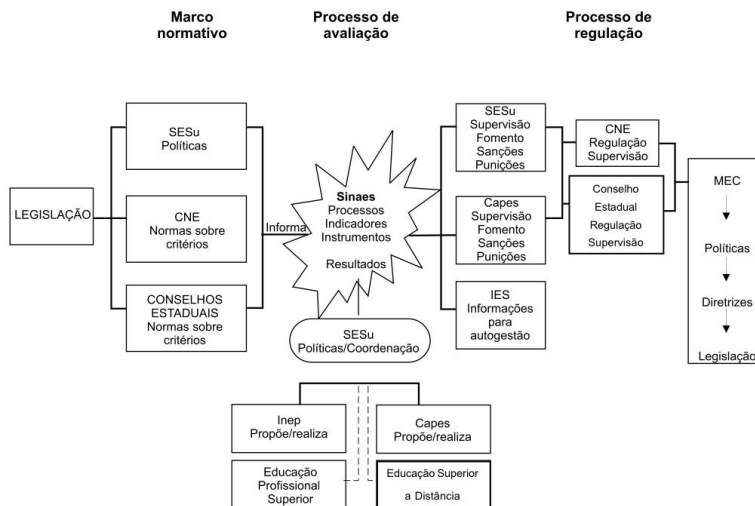 Marco
normativo
Processo de
avaliação
Processo de
regulação
LEGISLAÇÃO
SESu
Políticas
CNE
Normas sobre
critérios
CONSELHOS
ESTADUAIS
Normas sobre
critérios
Informa
Sinaes
Processos
Indicadores
Instrumentos
Resultados
SESu
Políticas/Coordenação
Inep
Propõe/realiza
Capes
Propõe/realiza
Educação
Profissional
Superior
Educação Superior
a Distância
SESu
Supervisão
Fomento
Sanções
Punições
Capes
Supervisão
Fomento
Sanções
Punições
IES
Informações
para
autogestão
CNE
Regulação
Supervisão
Conselho
Estadual
Regulação
Supervisão
MEC
Políticas
Diretrizes
Legislação